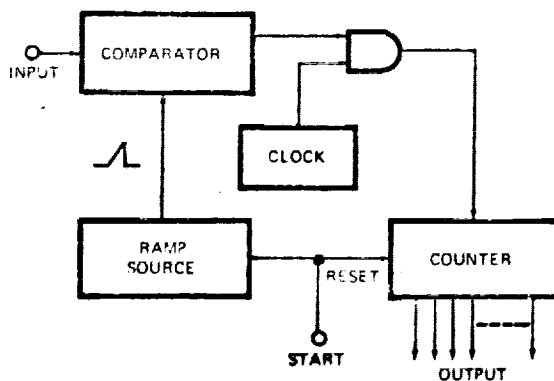 COMPARATOR
INPUT
CLOCK
RAMP
SOURCE
RESET
COUNTER
START
OUTPUT